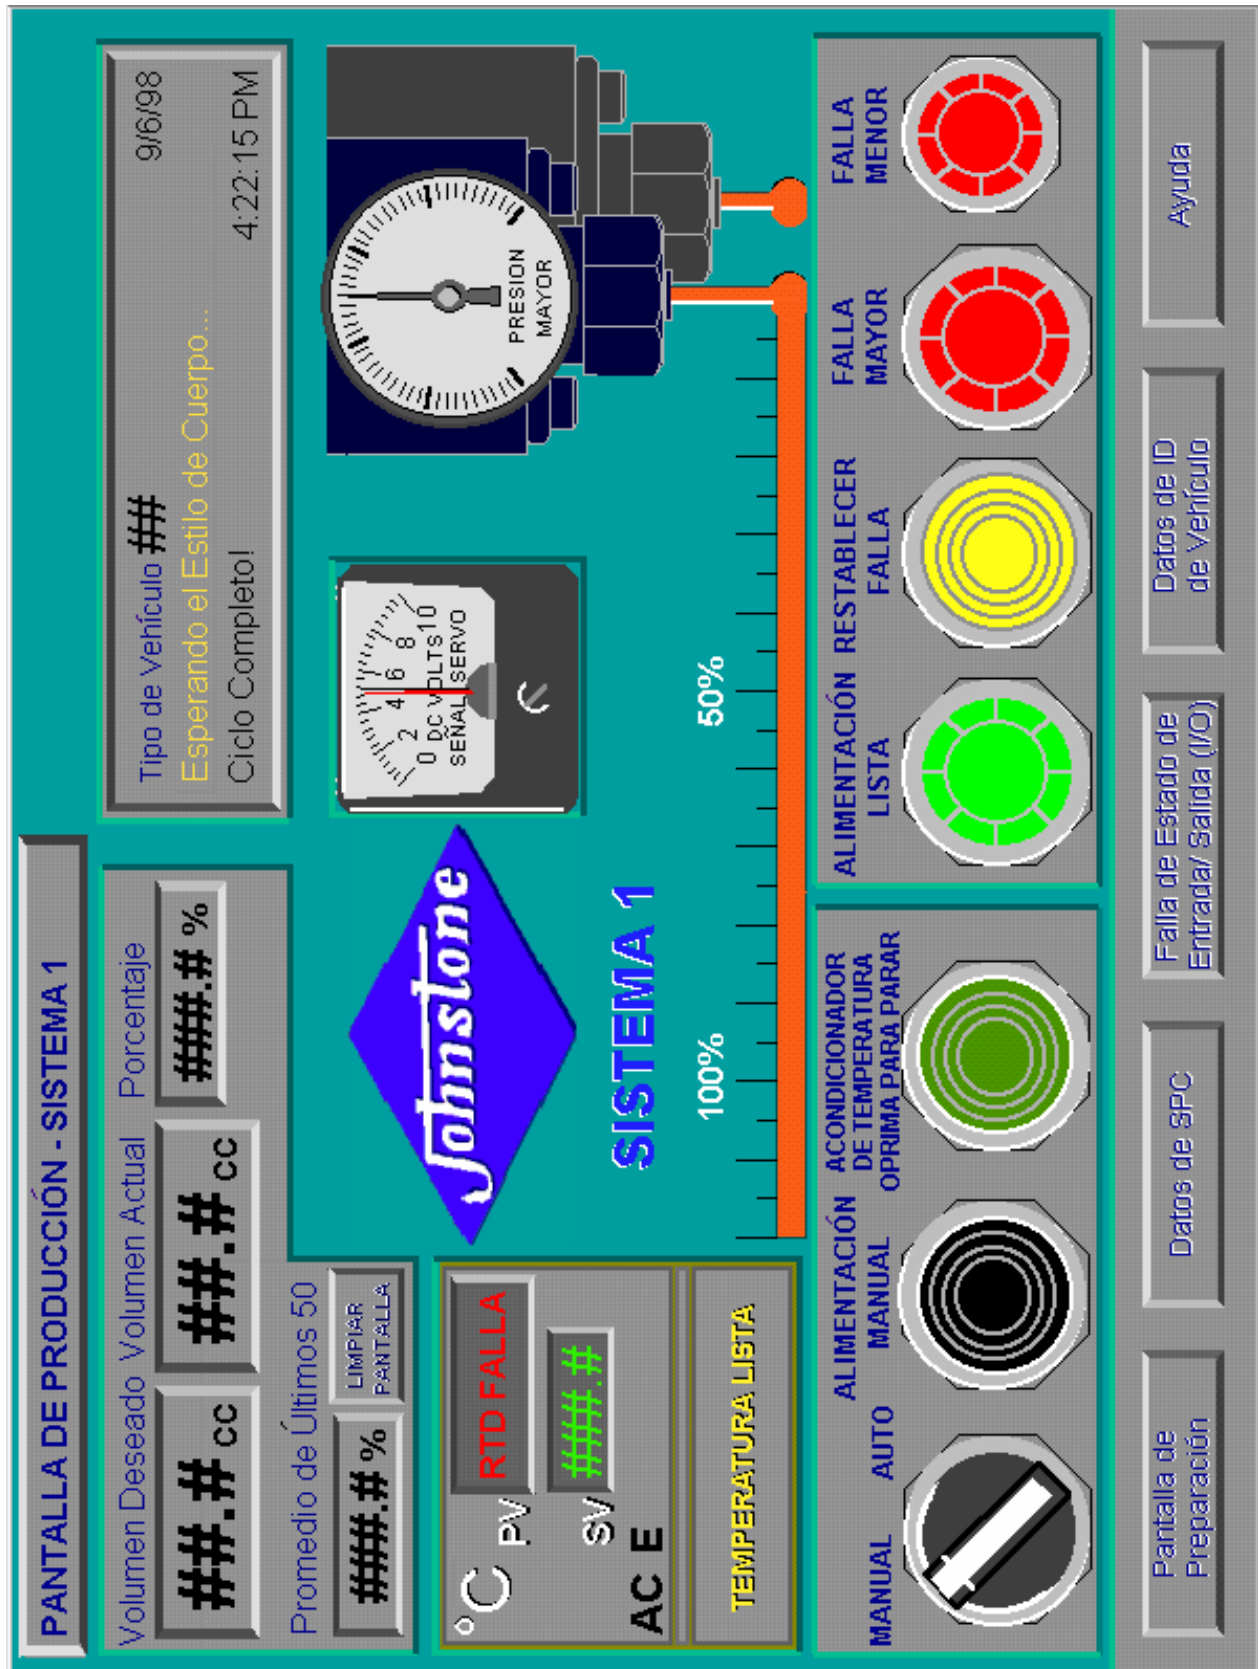 PANTALLA DE PRODUCCIÓN - SISTEMA 1
Volumen Deseado
Volumen Actual
Porcentaje
##.# cc
##.# cc
####.# %
Promedio de Últimos 50
####.# %
LIMPIAR
PANTALLA
Tipo de Vehículo ##
9/6/98
Esperando el Estilo de Cuerpo...
Ciclo Completo!
4:22:15 PM
°C
PV
RTD FALLA
SV
####.#
AC E
TEMPERATURA LISTA
Johnstone
SISTEMA 1
0 2 4 6 8 10
DC VOLTS
SEÑAL SERVO
PRESION
MAYOR
100%
50%
MANUAL
AUTO
ALIMENTACIÓN
MANUAL
ACONDICIONADOR
DE TEMPERATURA
OPRIMA PARA PARAR
ALIMENTACIÓN
LISTA
RESTABLECER
FALLA
FALLA
MAYOR
FALLA
MENOR
Pantalla de
Preparación
Datos de SPC
Falla de Estado de
Entrada/ Salida (I/O)
Datos de ID
de Vehículo
Ayuda